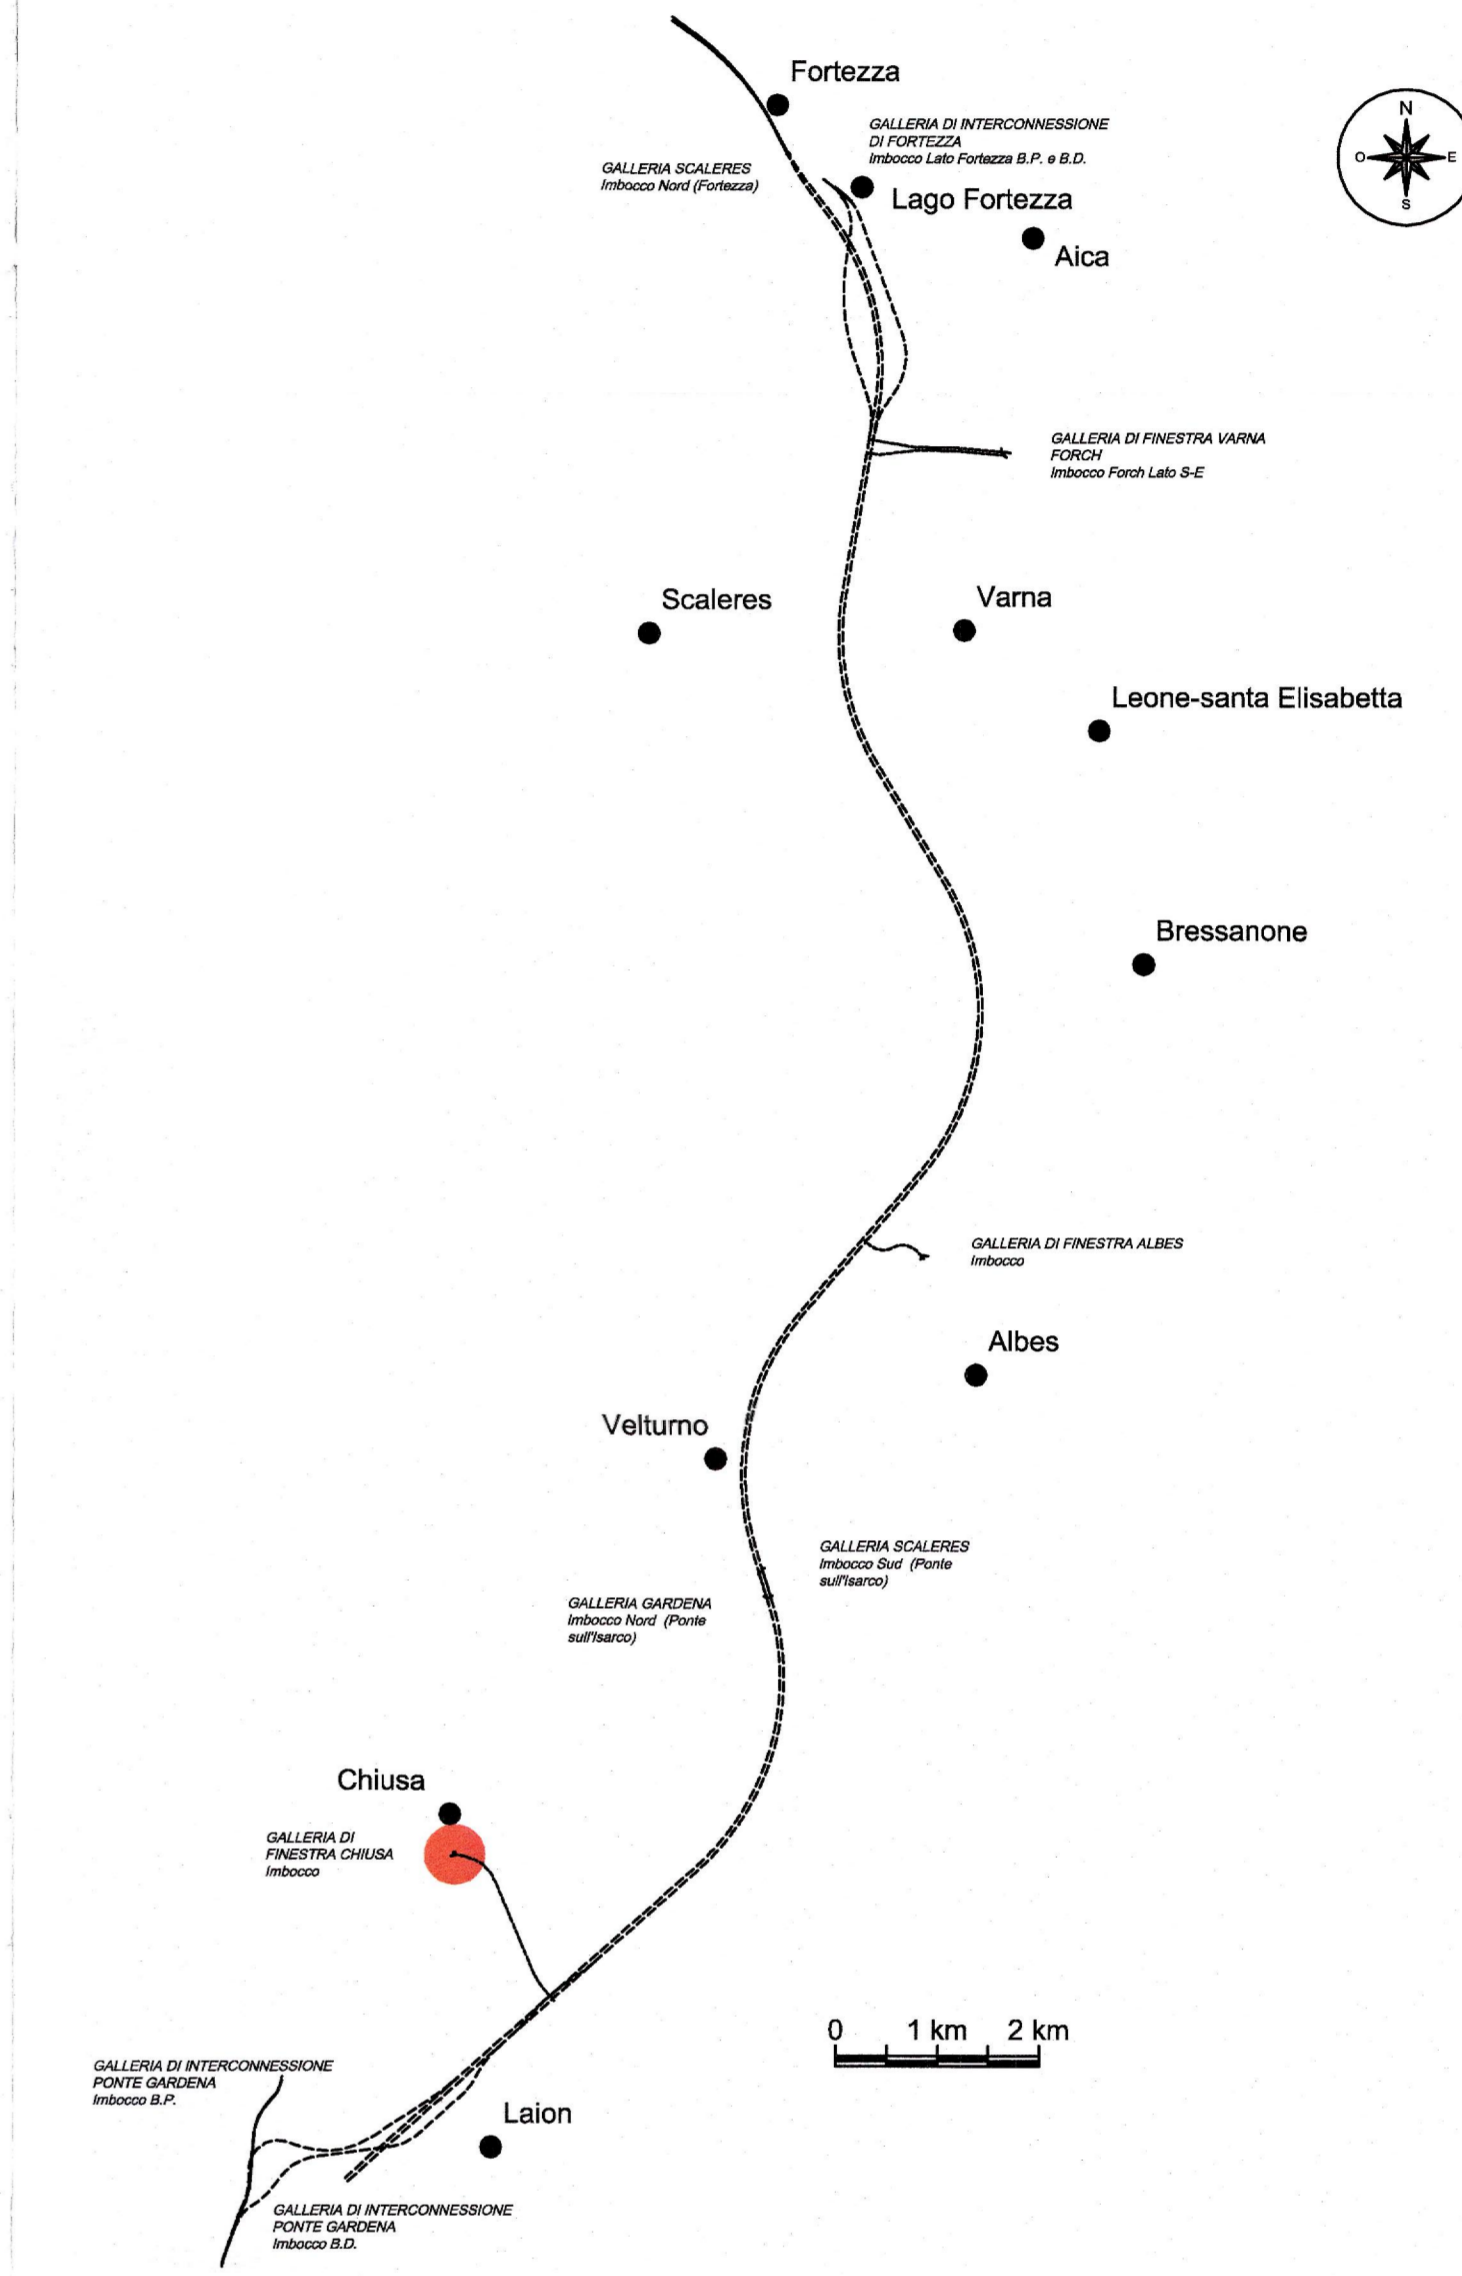 Fortezza
N
O
E
S
GALLERIA DI INTERCONNESSIONE
DI FORTEZZA
Imbocco Lato Fortezza B.P. e B.D.
GALLERIA SCALERES
Imbocco Nord (Fortezza)
Lago Fortezza
Aica
GALLERIA DI FINESTRA VARNA
FORCH
Imbocco Forch Lato S-E
Scaleres
Varna
Leone-santa Elisabetta
Bressanone
GALLERIA DI FINESTRA ALBES
Imbocco
Albes
Velturno
GALLERIA SCALERES
Imbocco Sud (Ponte
sull'Isarco)
GALLERIA GARDENA
Imbocco Nord (Ponte
sull'Isarco)
Chiusa
GALLERIA DI
FINESTRA CHIUSA
Imbocco
0 1 km 2 km
GALLERIA DI INTERCONNESSIONE
PONTE GARDENA
Imbocco B.P.
Laion
GALLERIA DI INTERCONNESSIONE
PONTE GARDENA
Imbocco B.D.